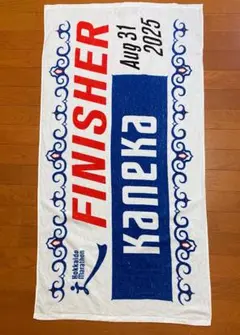 Hokkaido
Marathon
FINISHER
Aug 31
2025
kaneka